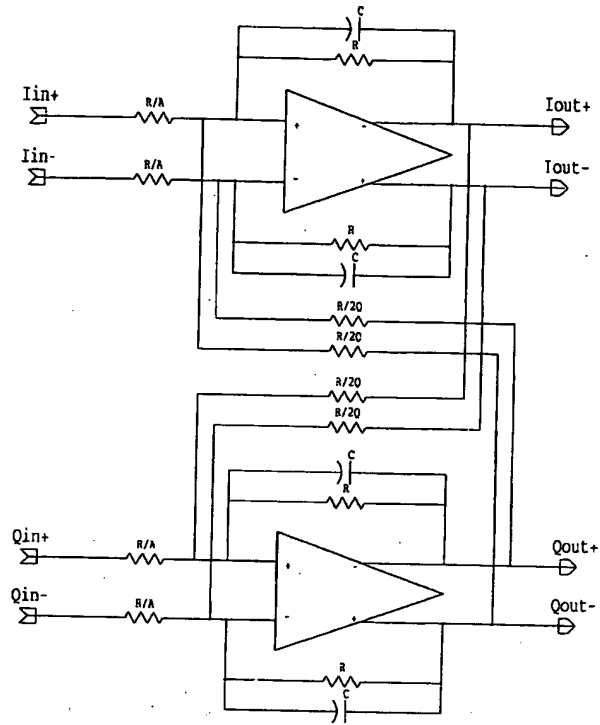 C
R
Iin+
R/A
Iout+
+
-
Iin-
R/A
Iout-
-
+
R
C
R/2Q
R/2Q
R/2Q
R/2Q
C
R
Qin+
R/A
Qout+
+
-
Qin-
R/A
Qout-
-
+
R
C